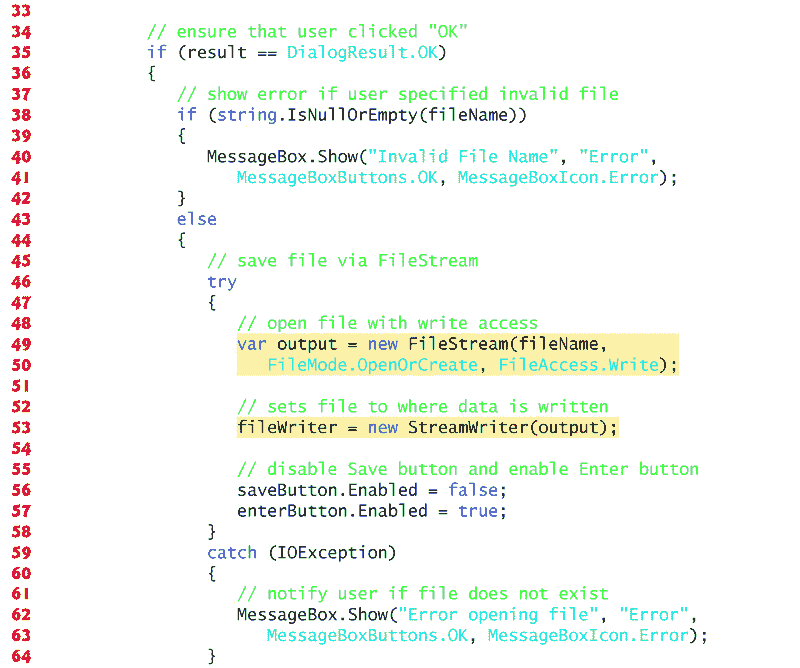 33
34 // ensure that user clicked "OK"
35 if (result == DialogResult.OK)
36 {
37 // show error if user specified invalid file
38 if (string.IsNullOrEmpty(fileName))
39 {
40 MessageBox.Show("Invalid File Name", "Error",
41 MessageBoxButtons.OK, MessageBoxIcon.Error);
42 }
43 else
44 {
45 // save file via FileStream
46 try
47 {
48 // open file with write access
49 var output = new FileStream(fileName,
50 FileMode.OpenOrCreate, FileAccess.Write);
51
52 // sets file to where data is written
53 fileWriter = new StreamWriter(output);
54
55 // disable Save button and enable Enter button
56 saveButton.Enabled = false;
57 enterButton.Enabled = true;
58 }
59 catch (IOException)
60 {
61 // notify user if file does not exist
62 MessageBox.Show("Error opening file", "Error",
63 MessageBoxButtons.OK, MessageBoxIcon.Error);
64 }